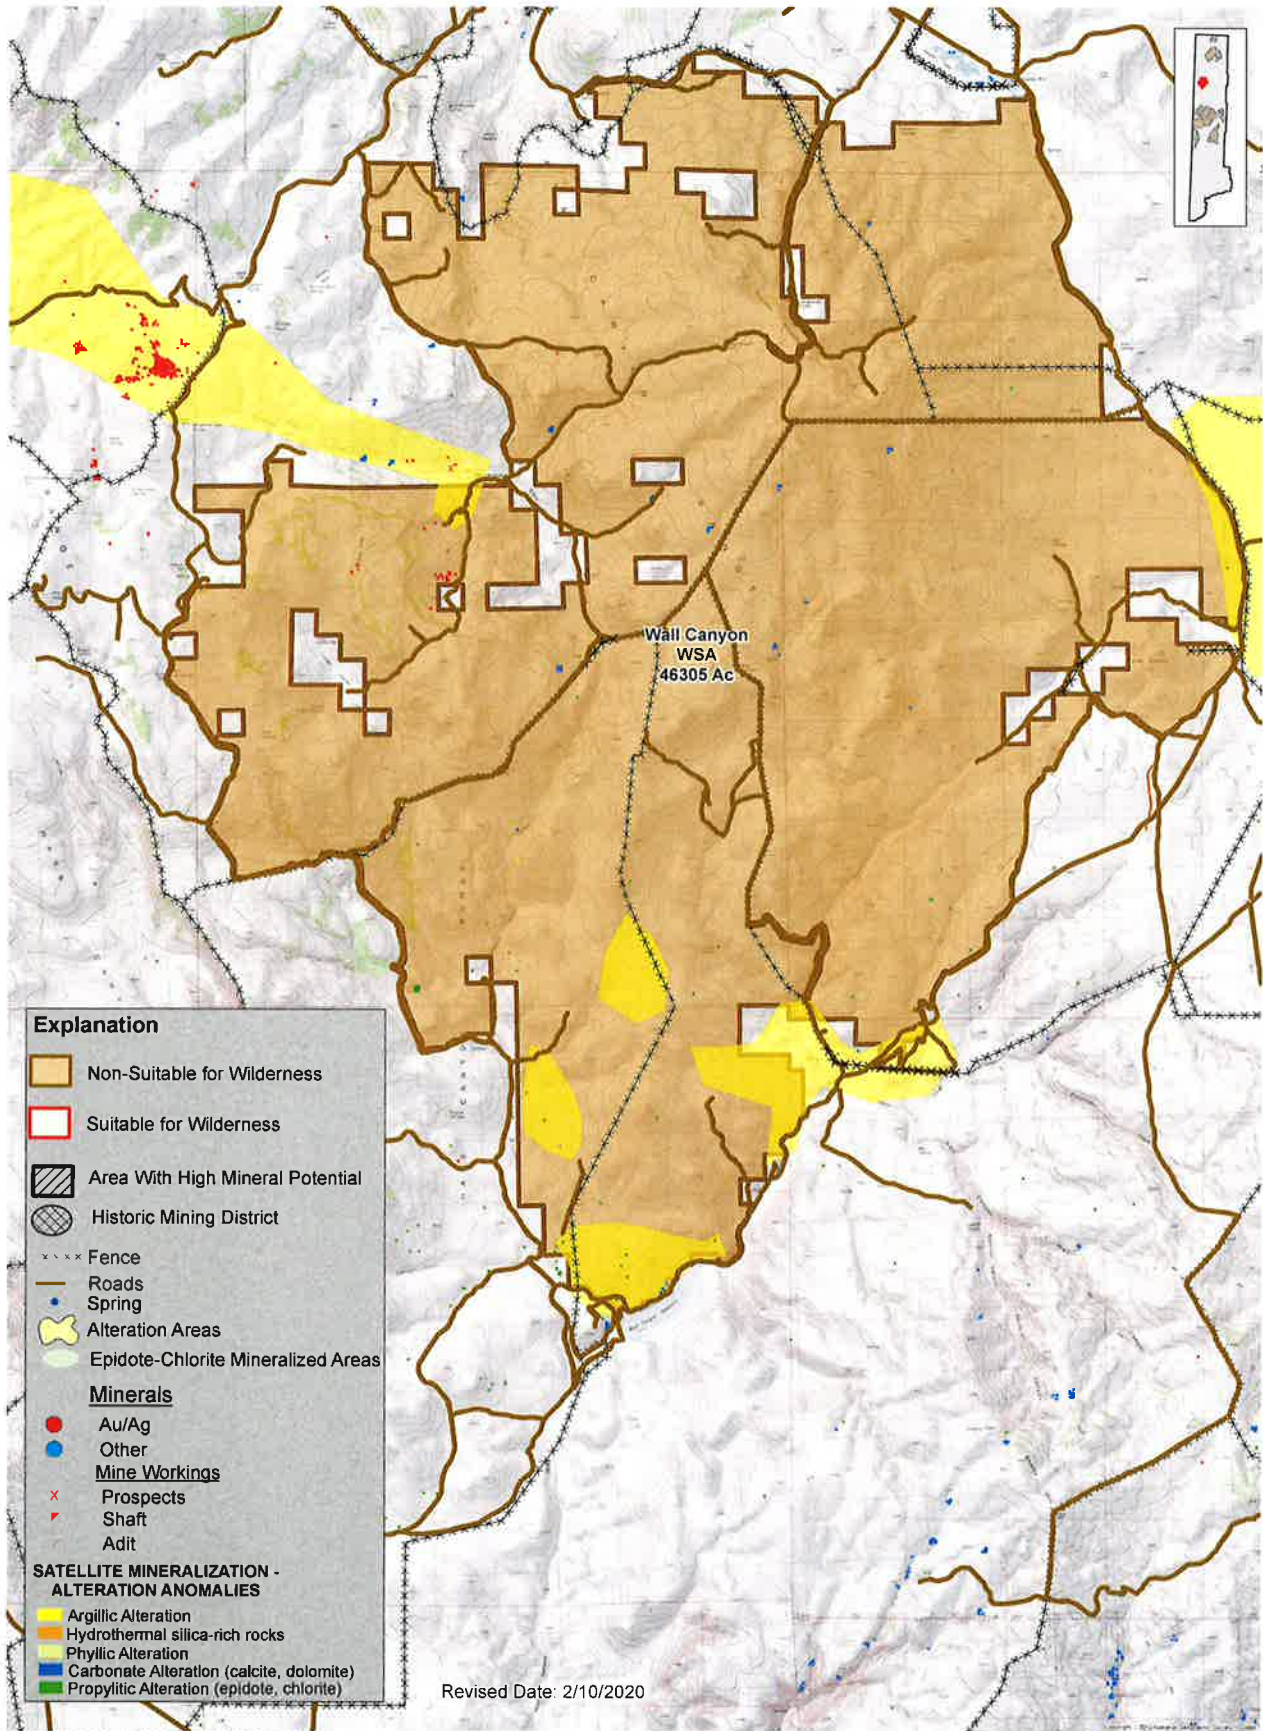 Wall Canyon
WSA
46305 Ac
Explanation
Non-Suitable for Wilderness
Suitable for Wilderness
Area With High Mineral Potential
Historic Mining District
Fence
Roads
Spring
Alteration Areas
Epidote-Chlorite Mineralized Areas
Minerals
Au/Ag
Other
Mine Workings
Prospects
Shaft
Adit
SATELLITE MINERALIZATION -
ALTERATION ANOMALIES
Argillic Alteration
Hydrothermal silica-rich rocks
Phyllic Alteration
Carbonate Alteration (calcite, dolomite)
Propylitic Alteration (epidote, chlorite)
Revised Date: 2/10/2020